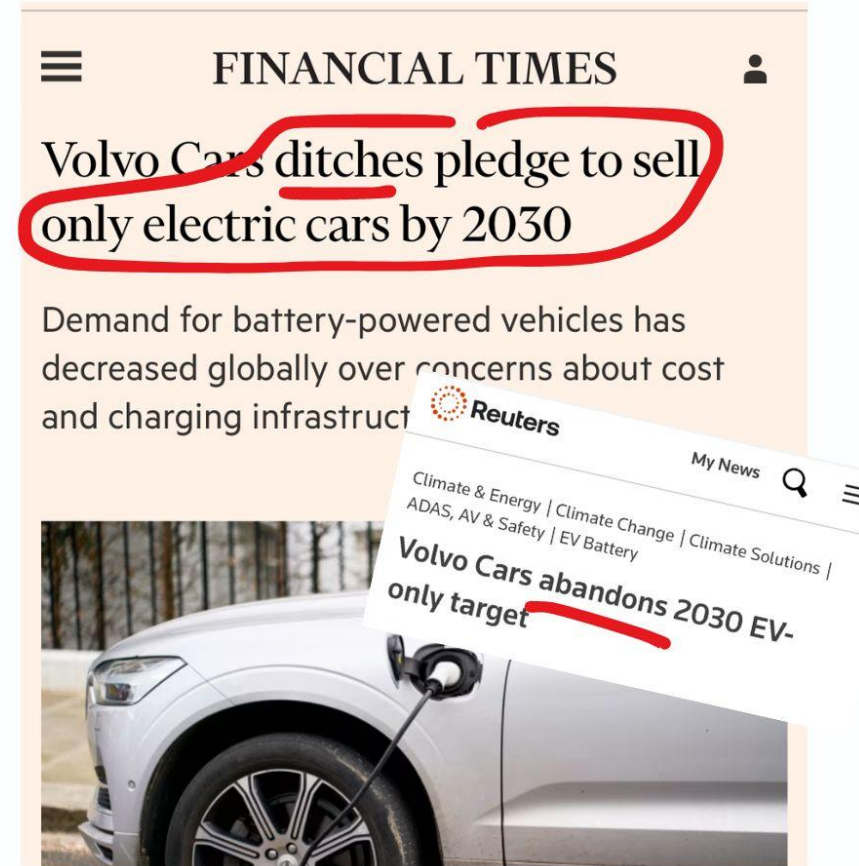 FINANCIAL TIMES
Volvo Cars ditches pledge to sell
only electric cars by 2030
Demand for battery-powered vehicles has
decreased globally over concerns about cost
and charging infrastruct
Reuters
My News
Climate & Energy | Climate Change | Climate Solutions |
ADAS, AV & Safety | EV Battery
Volvo Cars abandons 2030 EV-
only target